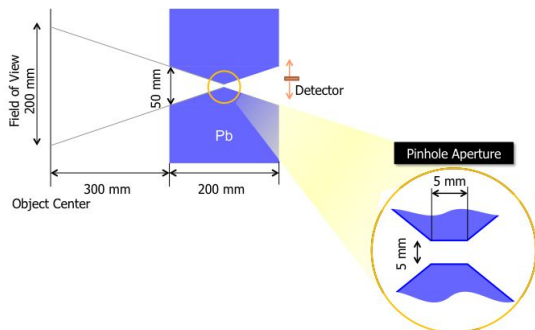 Field of View
200 mm
50 mm
Detector
Pb
300 mm
200 mm
Object Center
Pinhole Aperture
5 mm
5 mm